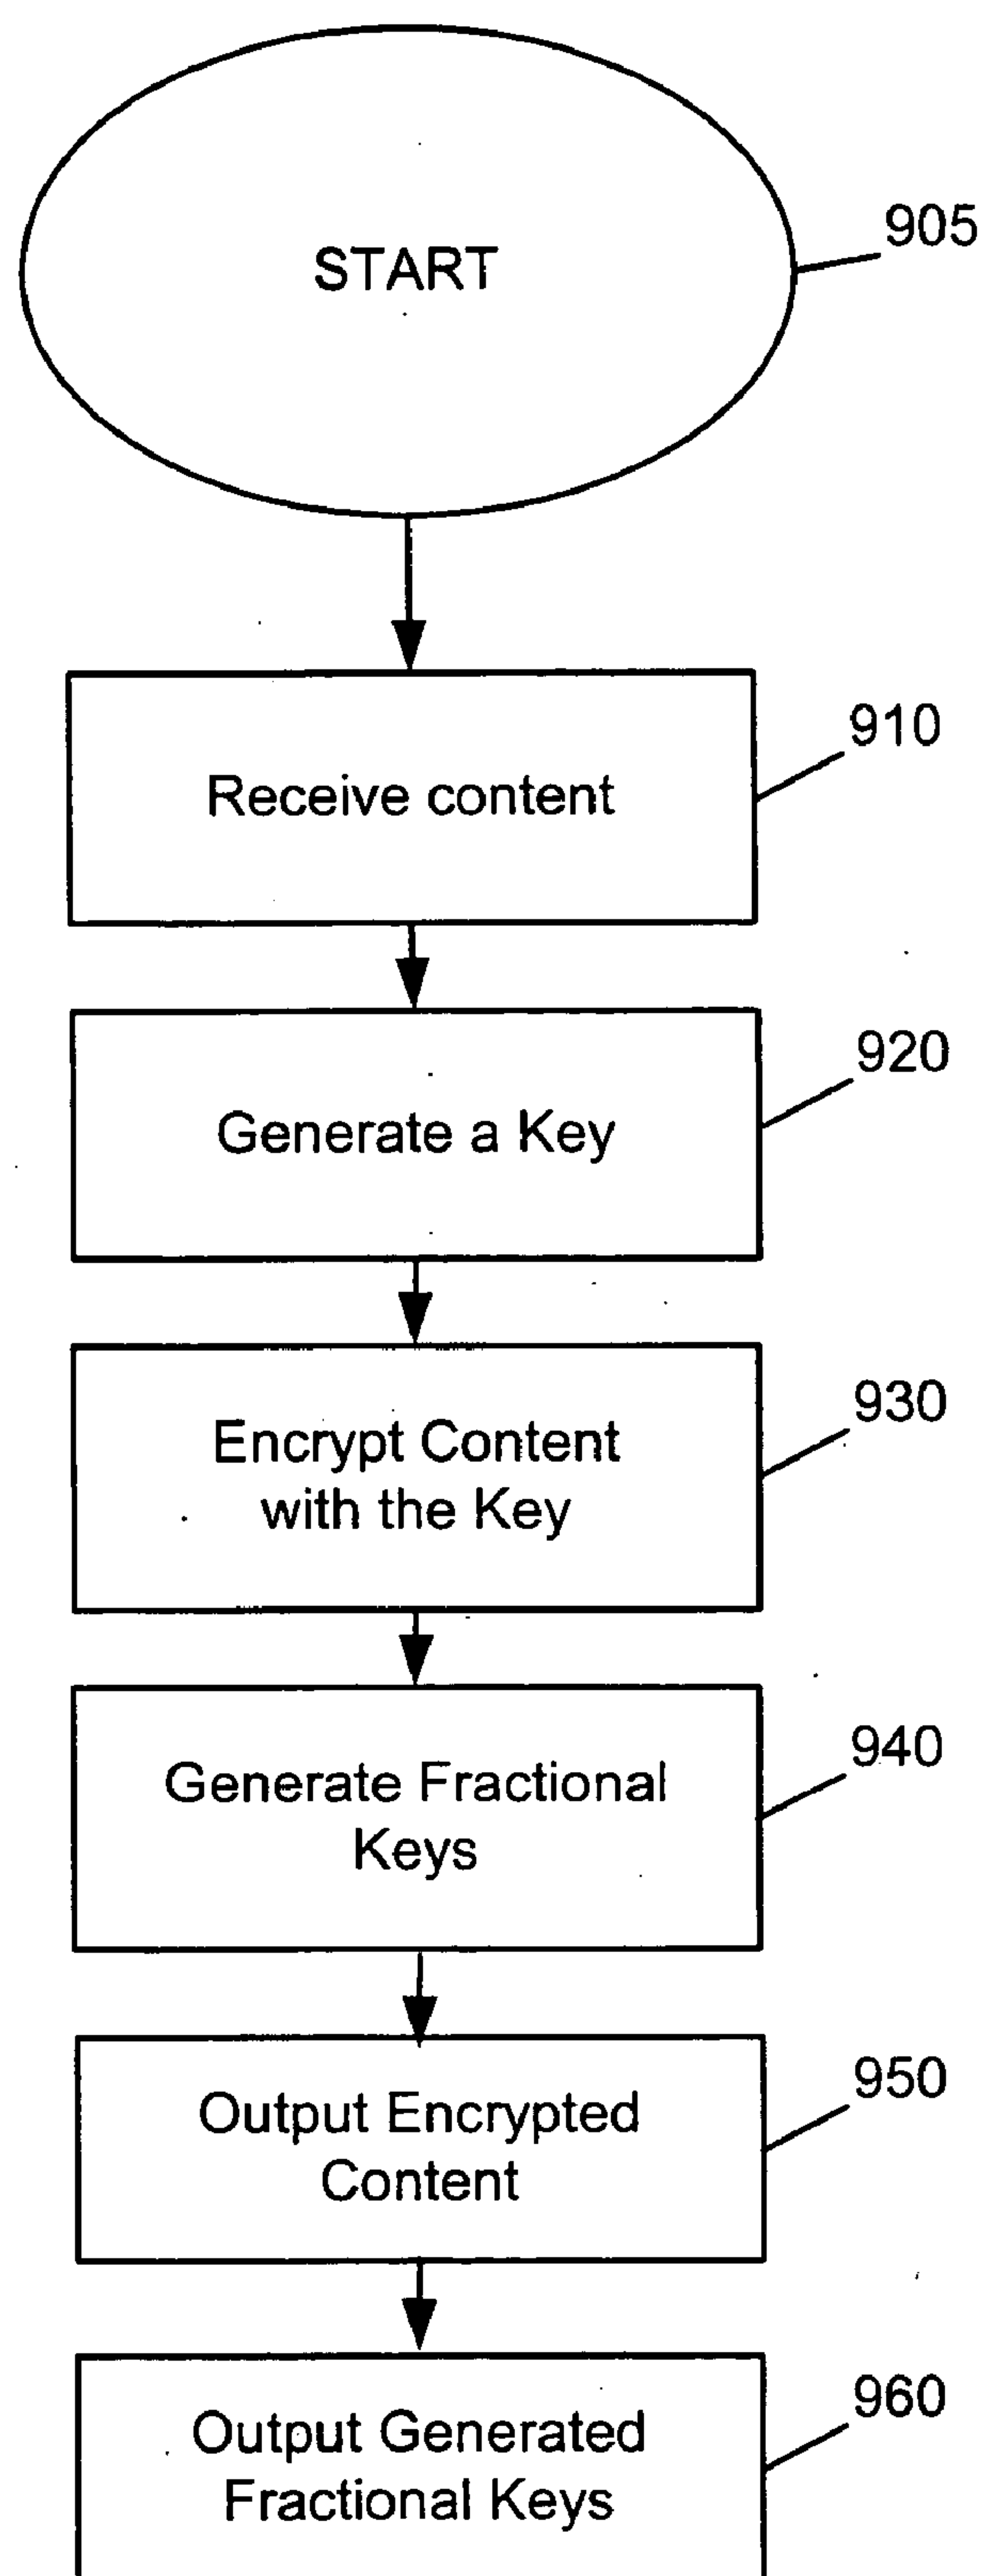 START
905
Receive content
910
Generate a Key
920
Encrypt Content
with the Key
930
Generate Fractional
Keys
940
Output Encrypted
Content
950
Output Generated
Fractional Keys
960